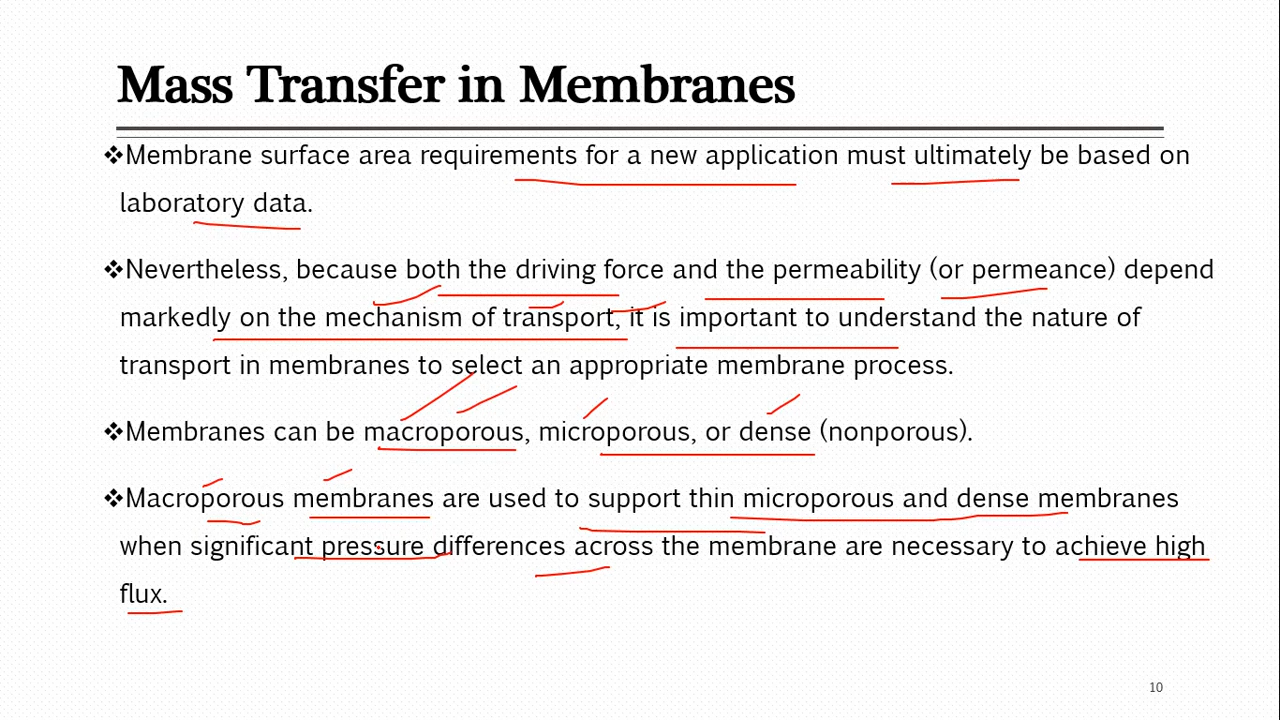 Mass Transfer in Membranes
❖Membrane surface area requirements for a new application must ultimately be based on
laboratory data.
❖Nevertheless, because both the driving force and the permeability (or permeance) depend
markedly on the mechanism of transport, it is important to understand the nature of
transport in membranes to select an appropriate membrane process.
❖Membranes can be macroporous, microporous, or dense (nonporous).
❖Macroporous membranes are used to support thin microporous and dense membranes
when significant pressure differences across the membrane are necessary to achieve high
flux.
10